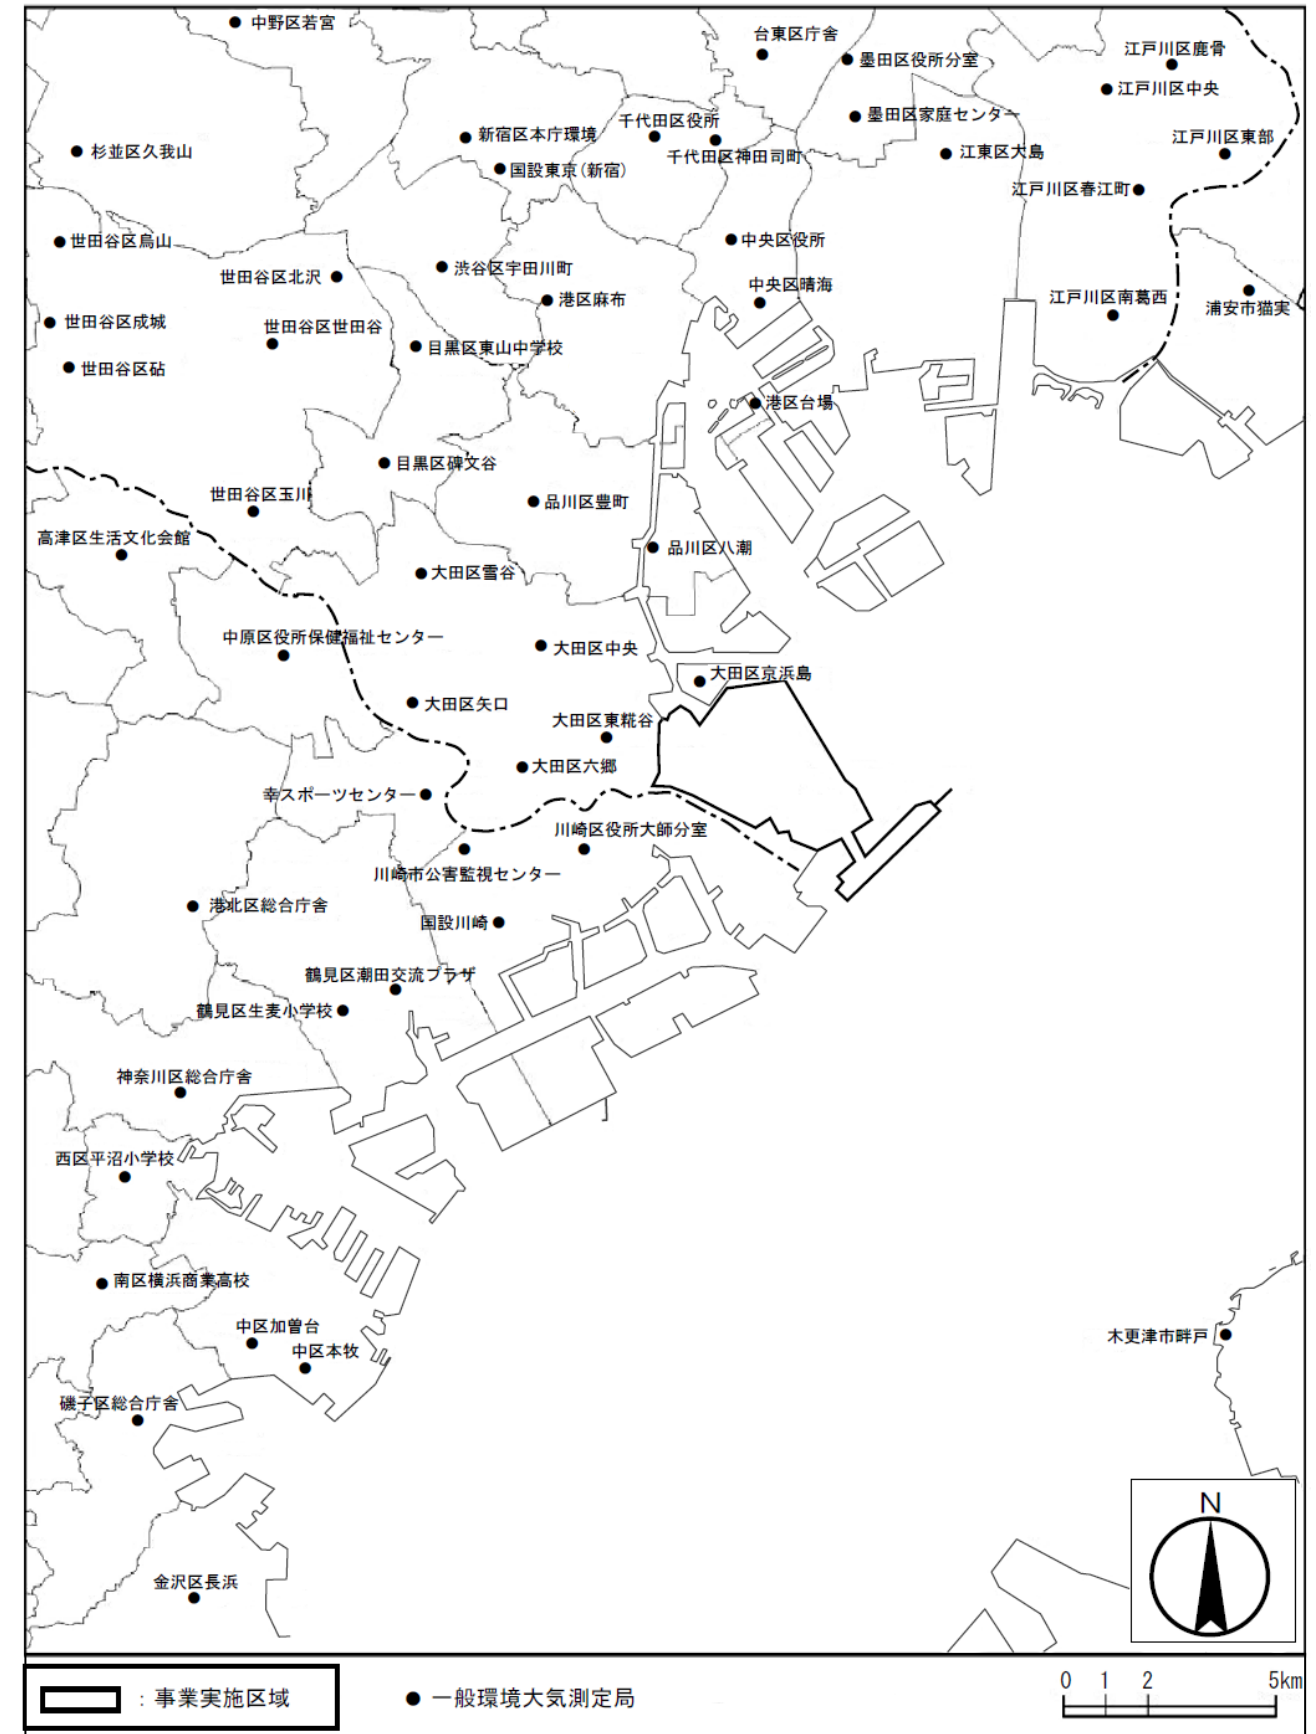 中野区若宮
台東区庁舎
墨田区役所分室
江戸川区鹿骨
江戸川区中央
墨田区家庭センター
千代田区役所
新宿区本庁環境
江戸川区東部
杉並区久我山
千代田区神田司町
江東区大島
国設東京(新宿)
江戸川区春江町
世田谷区烏山
中央区役所
渋谷区宇田川町
世田谷区北沢
中央区晴海
港区麻布
江戸川区南葛西
浦安市猫実
世田谷区成城
世田谷区世田谷
目黒区東山中学校
世田谷区砧
港区台場
目黒区碑文谷
世田谷区玉川
品川区豊町
高津区生活文化会館
品川区八潮
大田区雪谷
中原区役所保健福祉センター
大田区中央
大田区京浜島
大田区矢口
大田区東糀谷
大田区六郷
幸スポーツセンター
川崎区役所大師分室
川崎市公害監視センター
港北区総合庁舎
国設川崎
鶴見区潮田交流プラザ
鶴見区生麦小学校
神奈川区総合庁舎
西区平沼小学校
南区横浜商業高校
中区加曽台
木更津市畔戸
中区本牧
磯子区総合庁舎
N
金沢区長浜
：事業実施区域
● 一般環境大気測定局
0 1 2 5km